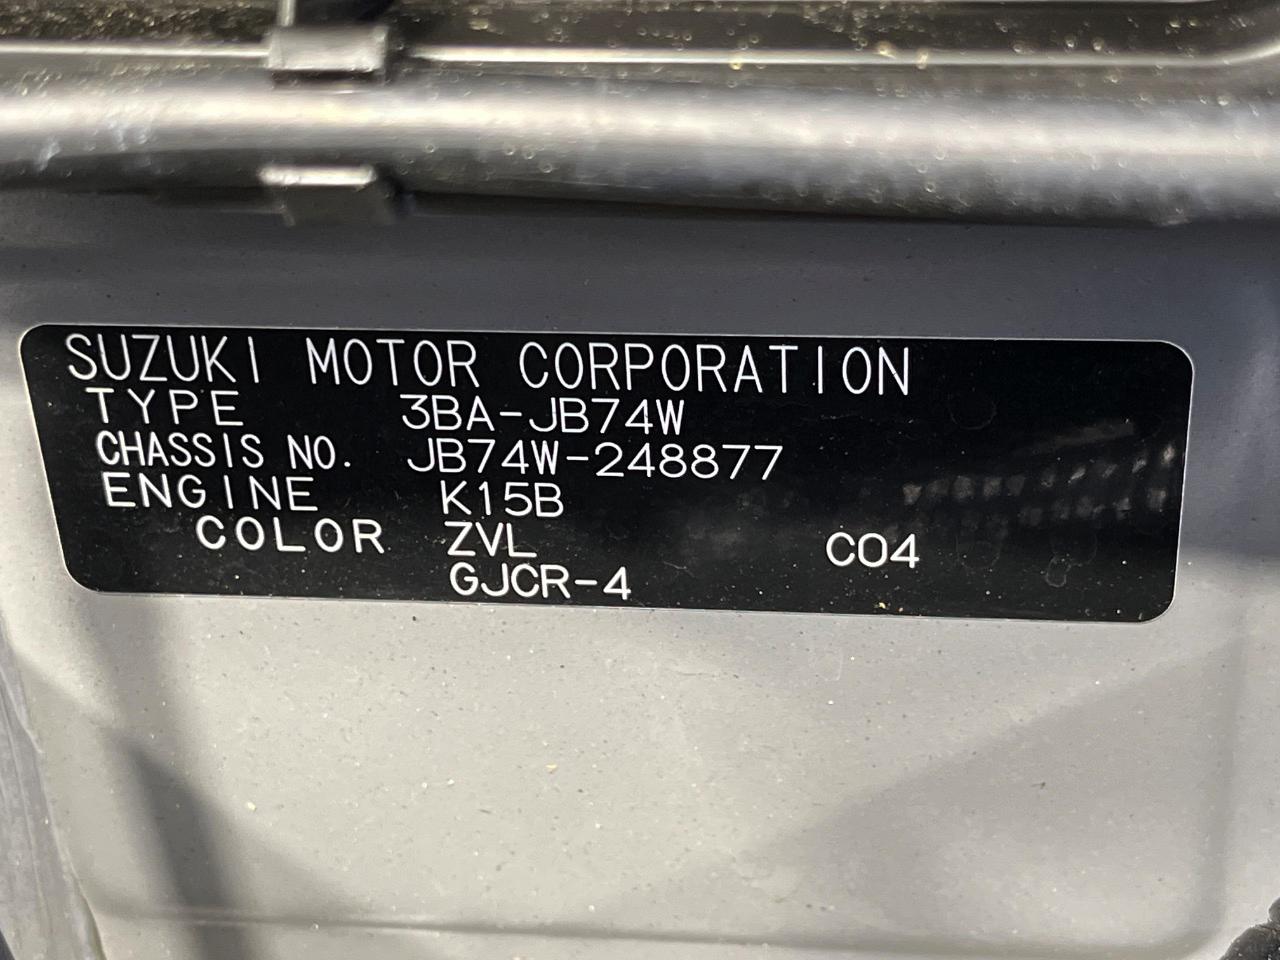 SUZUKI MOTOR CORPORATION
TYPE 3BA-JB74W
CHASSIS NO. JB74W-248877
ENGINE K15B
COLOR ZVL C04
GJCR-4